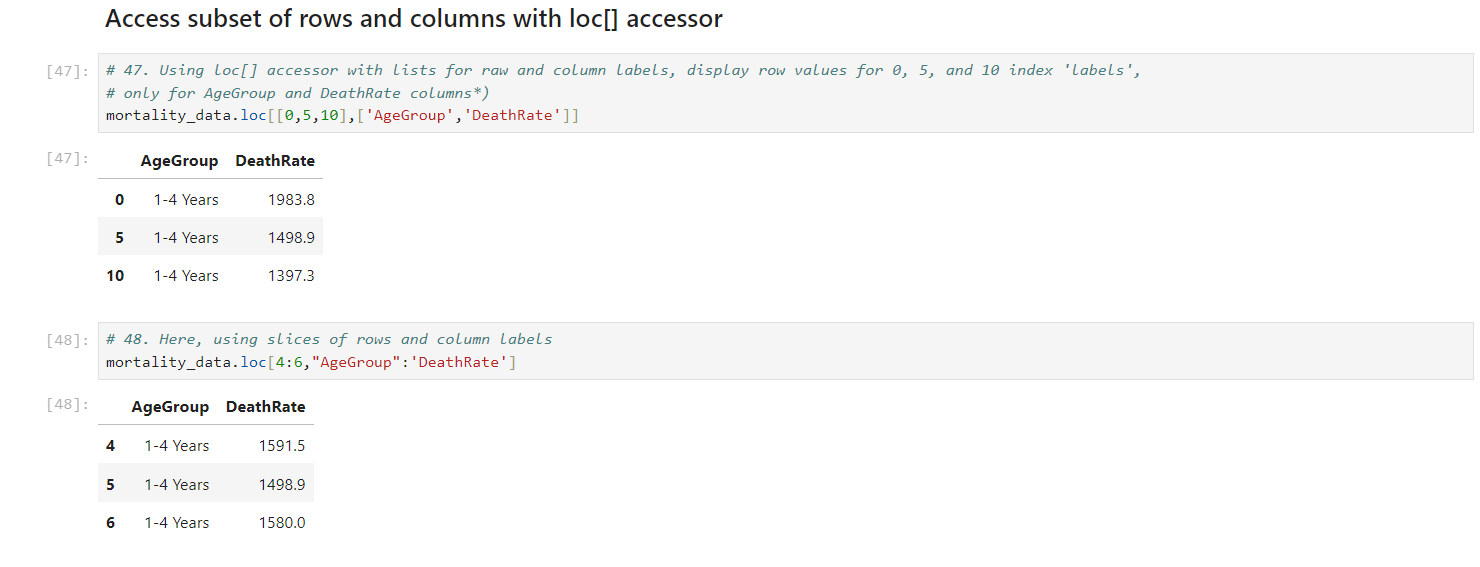 Access subset of rows and columns with loc[] accessor
[47]: # 47. Using loc[] accessor with lists for raw and column labels, display row values for 0, 5, and 10 index 'labels',
# only for AgeGroup and DeathRate columns*)
mortality_data.loc[[0,5,10],['AgeGroup','DeathRate']]
[47]: AgeGroup DeathRate
0 1-4 Years 1983.8
5 1-4 Years 1498.9
10 1-4 Years 1397.3
[48]: # 48. Here, using slices of rows and column labels
mortality_data.loc[4:6,"AgeGroup":'DeathRate']
[48]: AgeGroup DeathRate
4 1-4 Years 1591.5
5 1-4 Years 1498.9
6 1-4 Years 1580.0